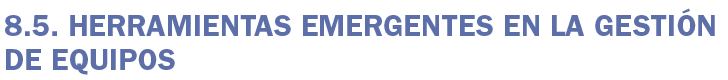 8.5. HERRAMIENTAS EMERGENTES EN LA GESTIÓN
DE EQUIPOS